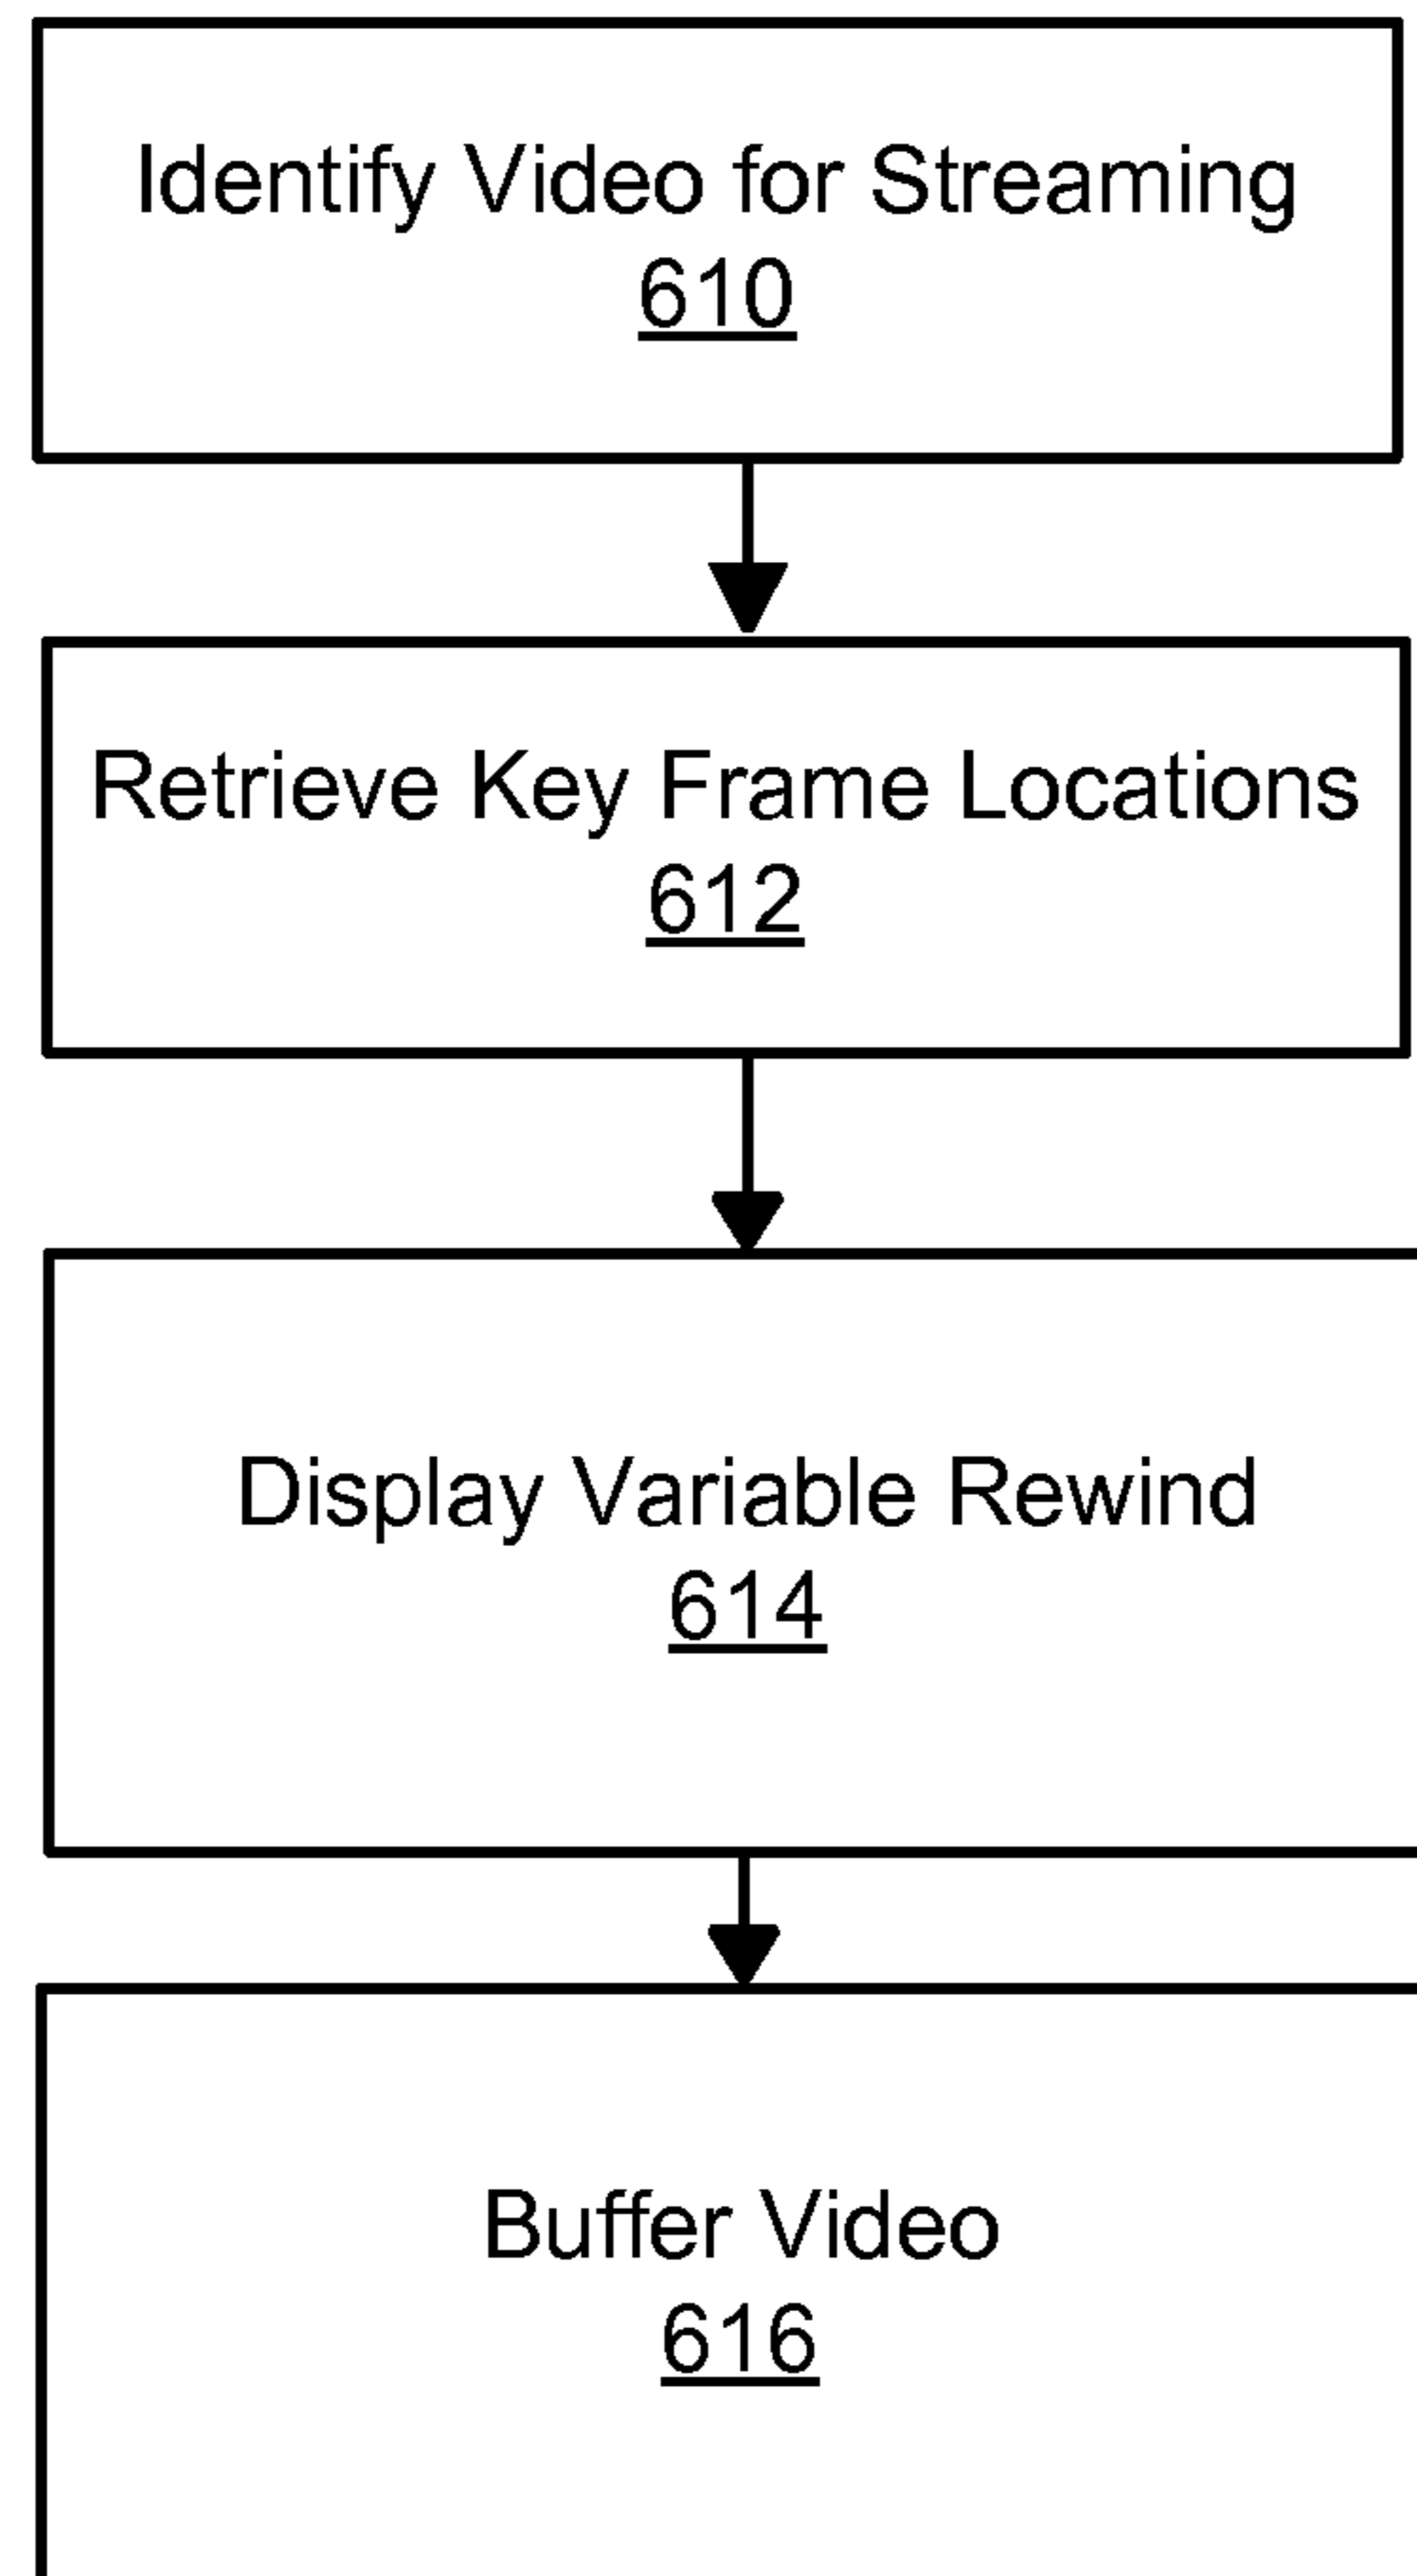 Identify Video for Streaming
610
Retrieve Key Frame Locations
612
Display Variable Rewind
614
Buffer Video
616